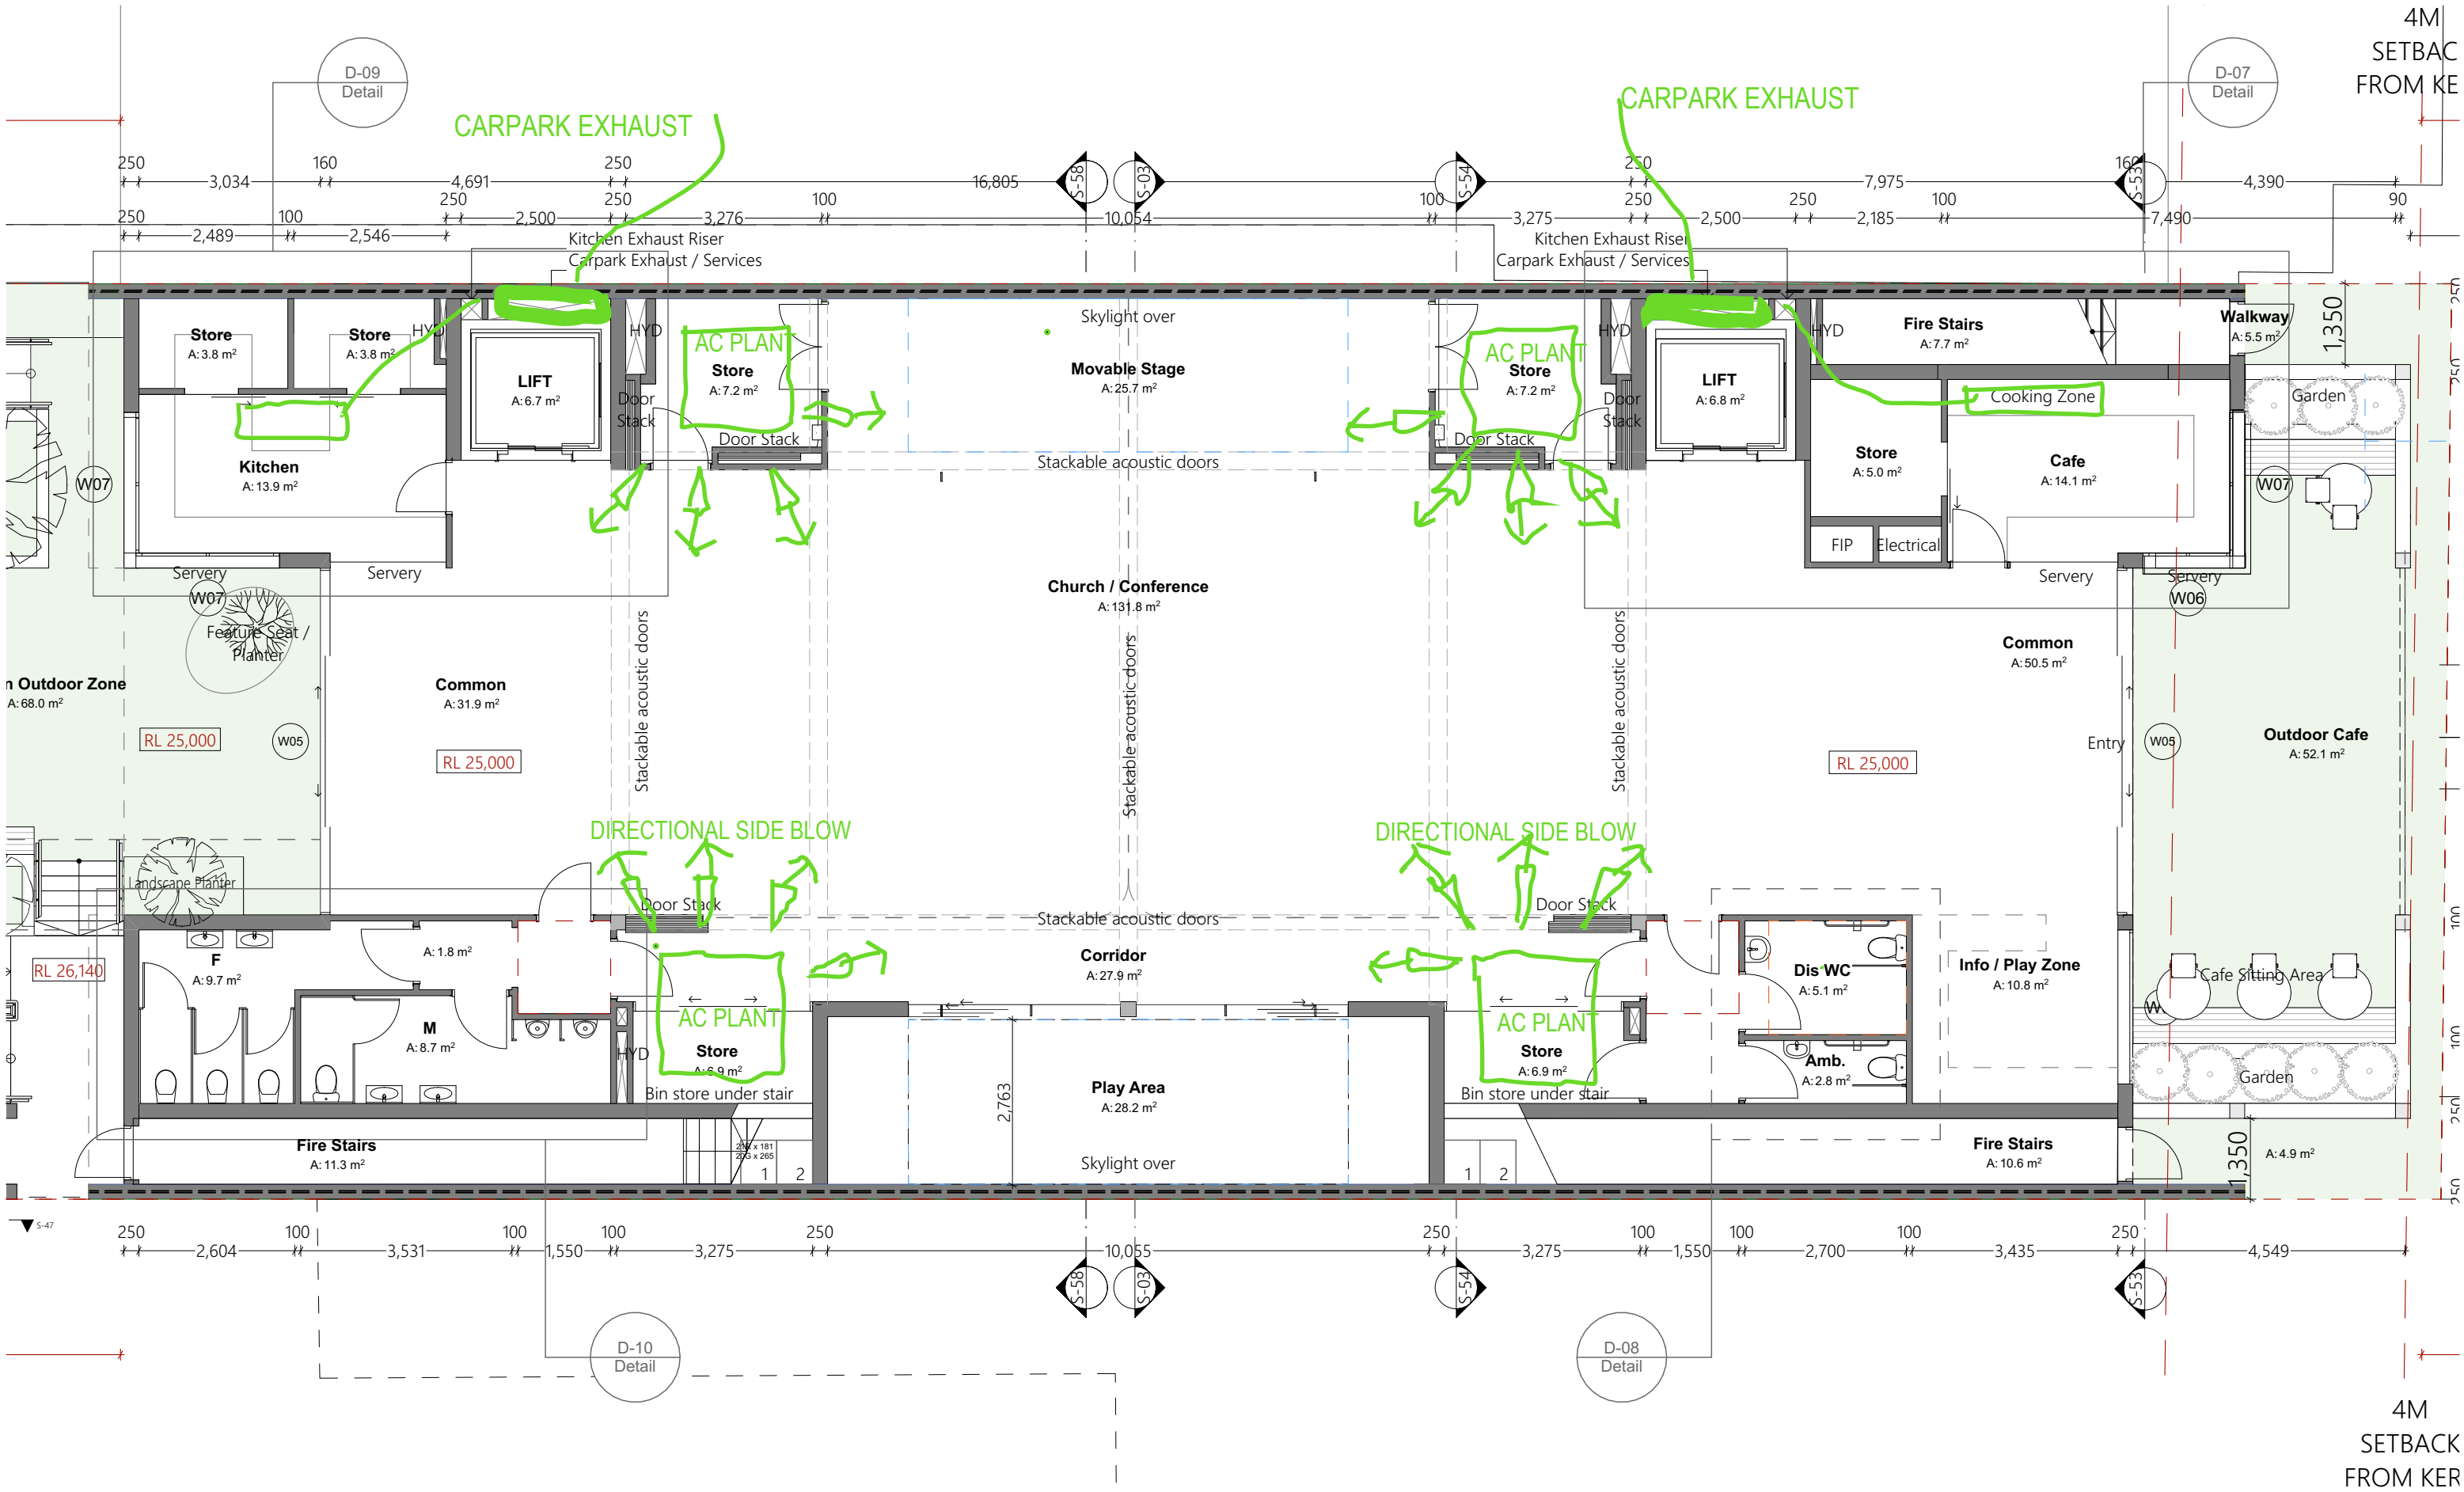 4M
SETBAC
FROM KE
D-09
Detail
D-07
Detail
CARPARK EXHAUST
CARPARK EXHAUST
250
3,034
160
4,691
250
16,805
S-58
S-03
S-54
250
7,975
160
S-53
4,390
250
2,489
100
2,546
250
2,500
250
3,276
100
10,054
100
3,275
250
2,500
250
2,185
100
7,490
90
Kitchen Exhaust Riser
Carpark Exhaust / Services
Kitchen Exhaust Riser
Carpark Exhaust / Services
250
Store
A: 3.8 m²
Store
A: 3.8 m²
HYD
LIFT
A: 6.7 m²
HYD
Door
Stack
AC PLANT
Store
A: 7.2 m²
Door Stack
Skylight over
Movable Stage
A: 25.7 m²
Stackable acoustic doors
AC PLANT
Store
A: 7.2 m²
Door Stack
HYD
Door
Stack
LIFT
A: 6.8 m²
HYD
Fire Stairs
A: 7.7 m²
Walkway
A: 5.5 m²
1,350
250
Cooking Zone
Garden
Kitchen
A: 13.9 m²
W07
Store
A: 5.0 m²
Cafe
A: 14.1 m²
W07
FIP
Electrical
Servery
Servery
Servery
Servery
W07
W06
Feature Seat /
Planter
Church / Conference
A: 131.8 m²
Stackable acoustic doors
Stackable acoustic doors
Stackable acoustic doors
n Outdoor Zone
A: 68.0 m²
Common
A: 31.9 m²
Common
A: 50.5 m²
RL 25,000
W05
RL 25,000
RL 25,000
Entry
W05
Outdoor Cafe
A: 52.1 m²
DIRECTIONAL SIDE BLOW
DIRECTIONAL SIDE BLOW
Landscape Planter
Door Stack
Stackable acoustic doors
Door Stack
100
RL 26,140
F
A: 9.7 m²
A: 1.8 m²
Corridor
A: 27.9 m²
Dis WC
A: 5.1 m²
Info / Play Zone
A: 10.8 m²
Cafe Sitting Area
M
A: 8.7 m²
HYD
AC PLANT
Store
A: 6.9 m²
Bin store under stair
AC PLANT
Store
A: 6.9 m²
Bin store under stair
Amb.
A: 2.8 m²
Garden
100
250
2,763
Play Area
A: 28.2 m²
Skylight over
Fire Stairs
A: 11.3 m²
1
2
1
2
Fire Stairs
A: 10.6 m²
1,350
A: 4.9 m²
250
S-47
250
2,604
100
3,531
100
1,550
100
3,275
250
10,055
250
3,275
100
1,550
100
2,700
100
3,435
250
4,549
S-58
S-03
S-54
S-53
D-10
Detail
D-08
Detail
4M
SETBACK
FROM KER